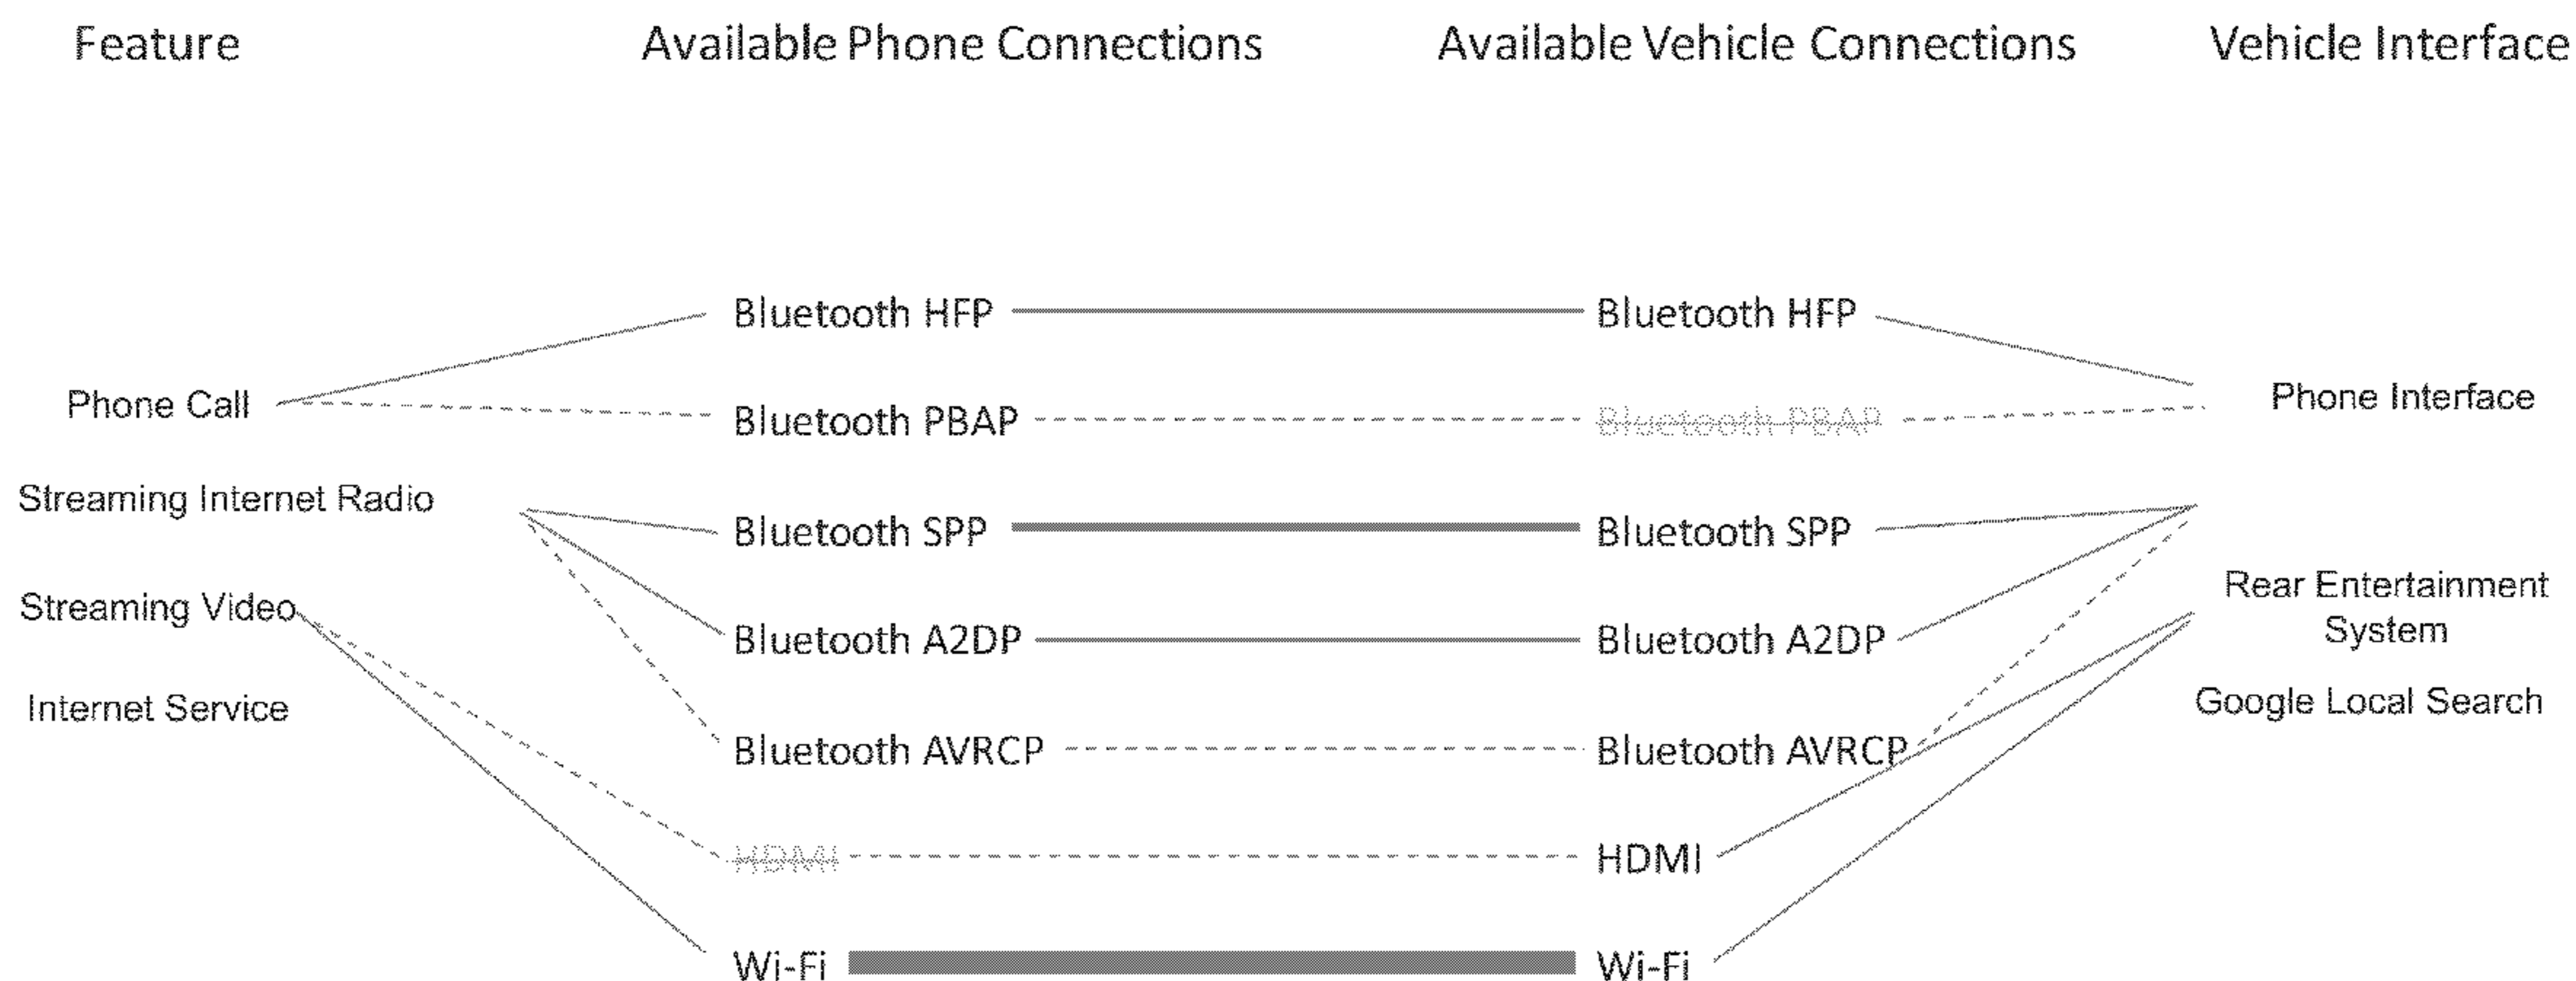 Feature Available Phone Connections Available Vehicle Connections Vehicle Interface
Bluetooth HFP Bluetooth HFP
Phone Call Bluetooth PBAP Bluetooth PBAP Phone Interface
Streaming Internet Radio Bluetooth SPP Bluetooth SPP
Rear Entertainment
Streaming Video Bluetooth A2DP Bluetooth A2DP System
Internet Service Bluetooth AVRCP Bluetooth AVRCP Google Local Search
HDMI HDMI
Wi-Fi Wi-Fi